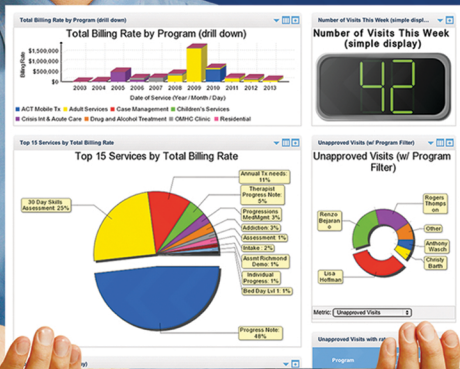 Total Billing Rate by Program (drill down)
Total Billing Rate by Program (drill down)
$1,500,000
$1,000,000
$500,000
$0
Billing Rate
2003 2004 2005 2006 2007 2008 2009 2010 2011 2012 2013
Date of Service (Year / Month / Day)
ACT Mobile Tx Adult Services Case Management Children's Services
Crisis Int & Acute Care Drug and Alcohol Treatment OMHC Clinic Residential
Number of Visits This Week (simple displ...
Number of Visits This Week
(simple display)
42
Top 15 Services by Total Billing Rate
Top 15 Services by Total Billing Rate
Annual Tx needs:
11%
Therapist
Progress Note:
5%
Progressions
MedMgmt: 3%
Addiction: 3%
Assessment: 1%
Intake : 2%
Assnt Richmond
Demo: 1%
Individual
Progress: 1%
Bed Day Lvl 1: 1%
Progress Note:
46%
30 Day Skills
Assessment: 25%
Unapproved Visits (w/ Program Filter)
Unapproved Visits (w/ Program
Filter)
Renzo
Bejaran
o
Rogers
Thomps
on
Other
Anthony
Wasch
Christy
Barth
Lisa
Hoffman
Metric: Unapproved Visits
Unapproved Visits with
Program